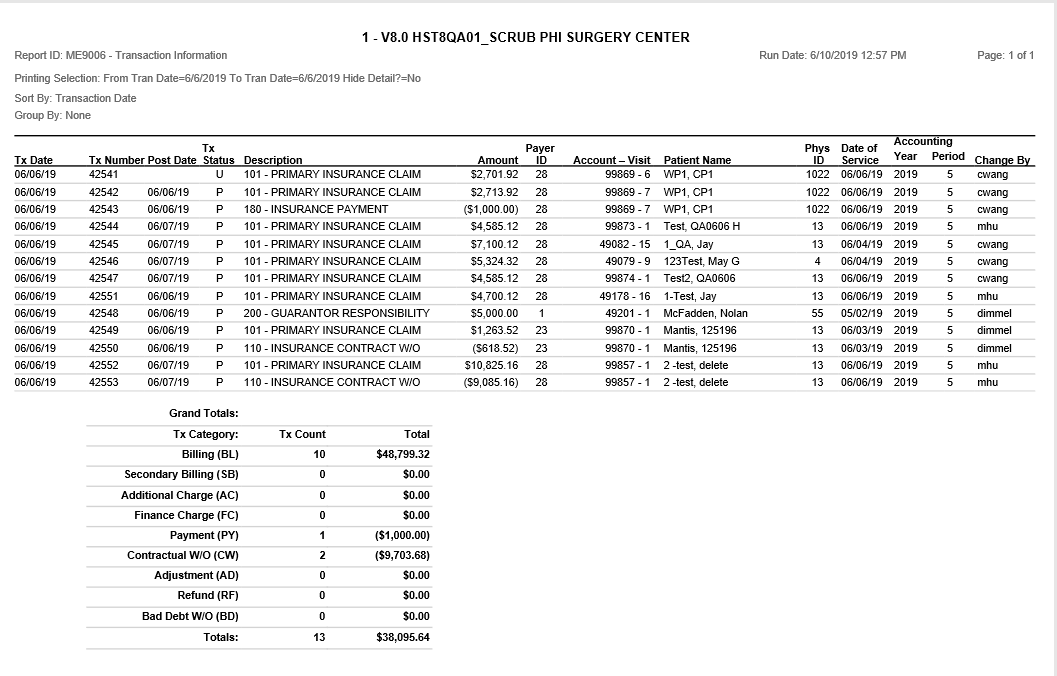 1 - V8.0 HST8QA01_SCRUB PHI SURGERY CENTER
Report ID: ME9006 - Transaction Information Run Date: 6/10/2019 12:57 PM Page: 1 of 1
Printing Selection: From Tran Date=6/6/2019 To Tran Date=6/6/2019 Hide Detail?=No
Sort By: Transaction Date
Group By: None
Tx Payer Phys Date of Accounting
Tx Date Tx Number Post Date Status Description Amount ID Account – Visit Patient Name ID Service Year Period Change By
06/06/19 42541 U 101 - PRIMARY INSURANCE CLAIM $2,701.92 28 99869 - 6 WP1, CP1 1022 06/06/19 2019 5 cwang
06/06/19 42542 06/06/19 P 101 - PRIMARY INSURANCE CLAIM $2,713.92 28 99869 - 7 WP1, CP1 1022 06/06/19 2019 5 cwang
06/06/19 42543 06/06/19 P 180 - INSURANCE PAYMENT ($1,000.00) 28 99869 - 7 WP1, CP1 1022 06/06/19 2019 5 cwang
06/06/19 42544 06/07/19 P 101 - PRIMARY INSURANCE CLAIM $4,585.12 28 99873 - 1 Test, QA0606 H 13 06/06/19 2019 5 mhu
06/06/19 42545 06/07/19 P 101 - PRIMARY INSURANCE CLAIM $7,100.12 28 49082 - 15 1_QA, Jay 13 06/04/19 2019 5 cwang
06/06/19 42546 06/07/19 P 101 - PRIMARY INSURANCE CLAIM $5,324.32 28 49079 - 9 123Test, May G 4 06/04/19 2019 5 cwang
06/06/19 42547 06/07/19 P 101 - PRIMARY INSURANCE CLAIM $4,585.12 28 99874 - 1 Test2, QA0606 13 06/06/19 2019 5 cwang
06/06/19 42551 06/06/19 P 101 - PRIMARY INSURANCE CLAIM $4,700.12 28 49178 - 16 1-Test, Jay 13 06/06/19 2019 5 mhu
06/06/19 42548 06/06/19 P 200 - GUARANTOR RESPONSIBILITY $5,000.00 1 49201 - 1 McFadden, Nolan 55 05/02/19 2019 5 dimmel
06/06/19 42549 06/06/19 P 101 - PRIMARY INSURANCE CLAIM $1,263.52 23 99870 - 1 Mantis, 125196 13 06/03/19 2019 5 dimmel
06/06/19 42550 06/06/19 P 110 - INSURANCE CONTRACT W/O ($618.52) 23 99870 - 1 Mantis, 125196 13 06/03/19 2019 5 dimmel
06/06/19 42552 06/07/19 P 101 - PRIMARY INSURANCE CLAIM $10,825.16 28 99857 - 1 2 -test, delete 13 06/06/19 2019 5 mhu
06/06/19 42553 06/07/19 P 110 - INSURANCE CONTRACT W/O ($9,085.16) 28 99857 - 1 2 -test, delete 13 06/06/19 2019 5 mhu
Grand Totals:
Tx Category: Tx Count Total
Billing (BL) 10 $48,799.32
Secondary Billing (SB) 0 $0.00
Additional Charge (AC) 0 $0.00
Finance Charge (FC) 0 $0.00
Payment (PY) 1 ($1,000.00)
Contractual W/O (CW) 2 ($9,703.68)
Adjustment (AD) 0 $0.00
Refund (RF) 0 $0.00
Bad Debt W/O (BD) 0 $0.00
Totals: 13 $38,095.64